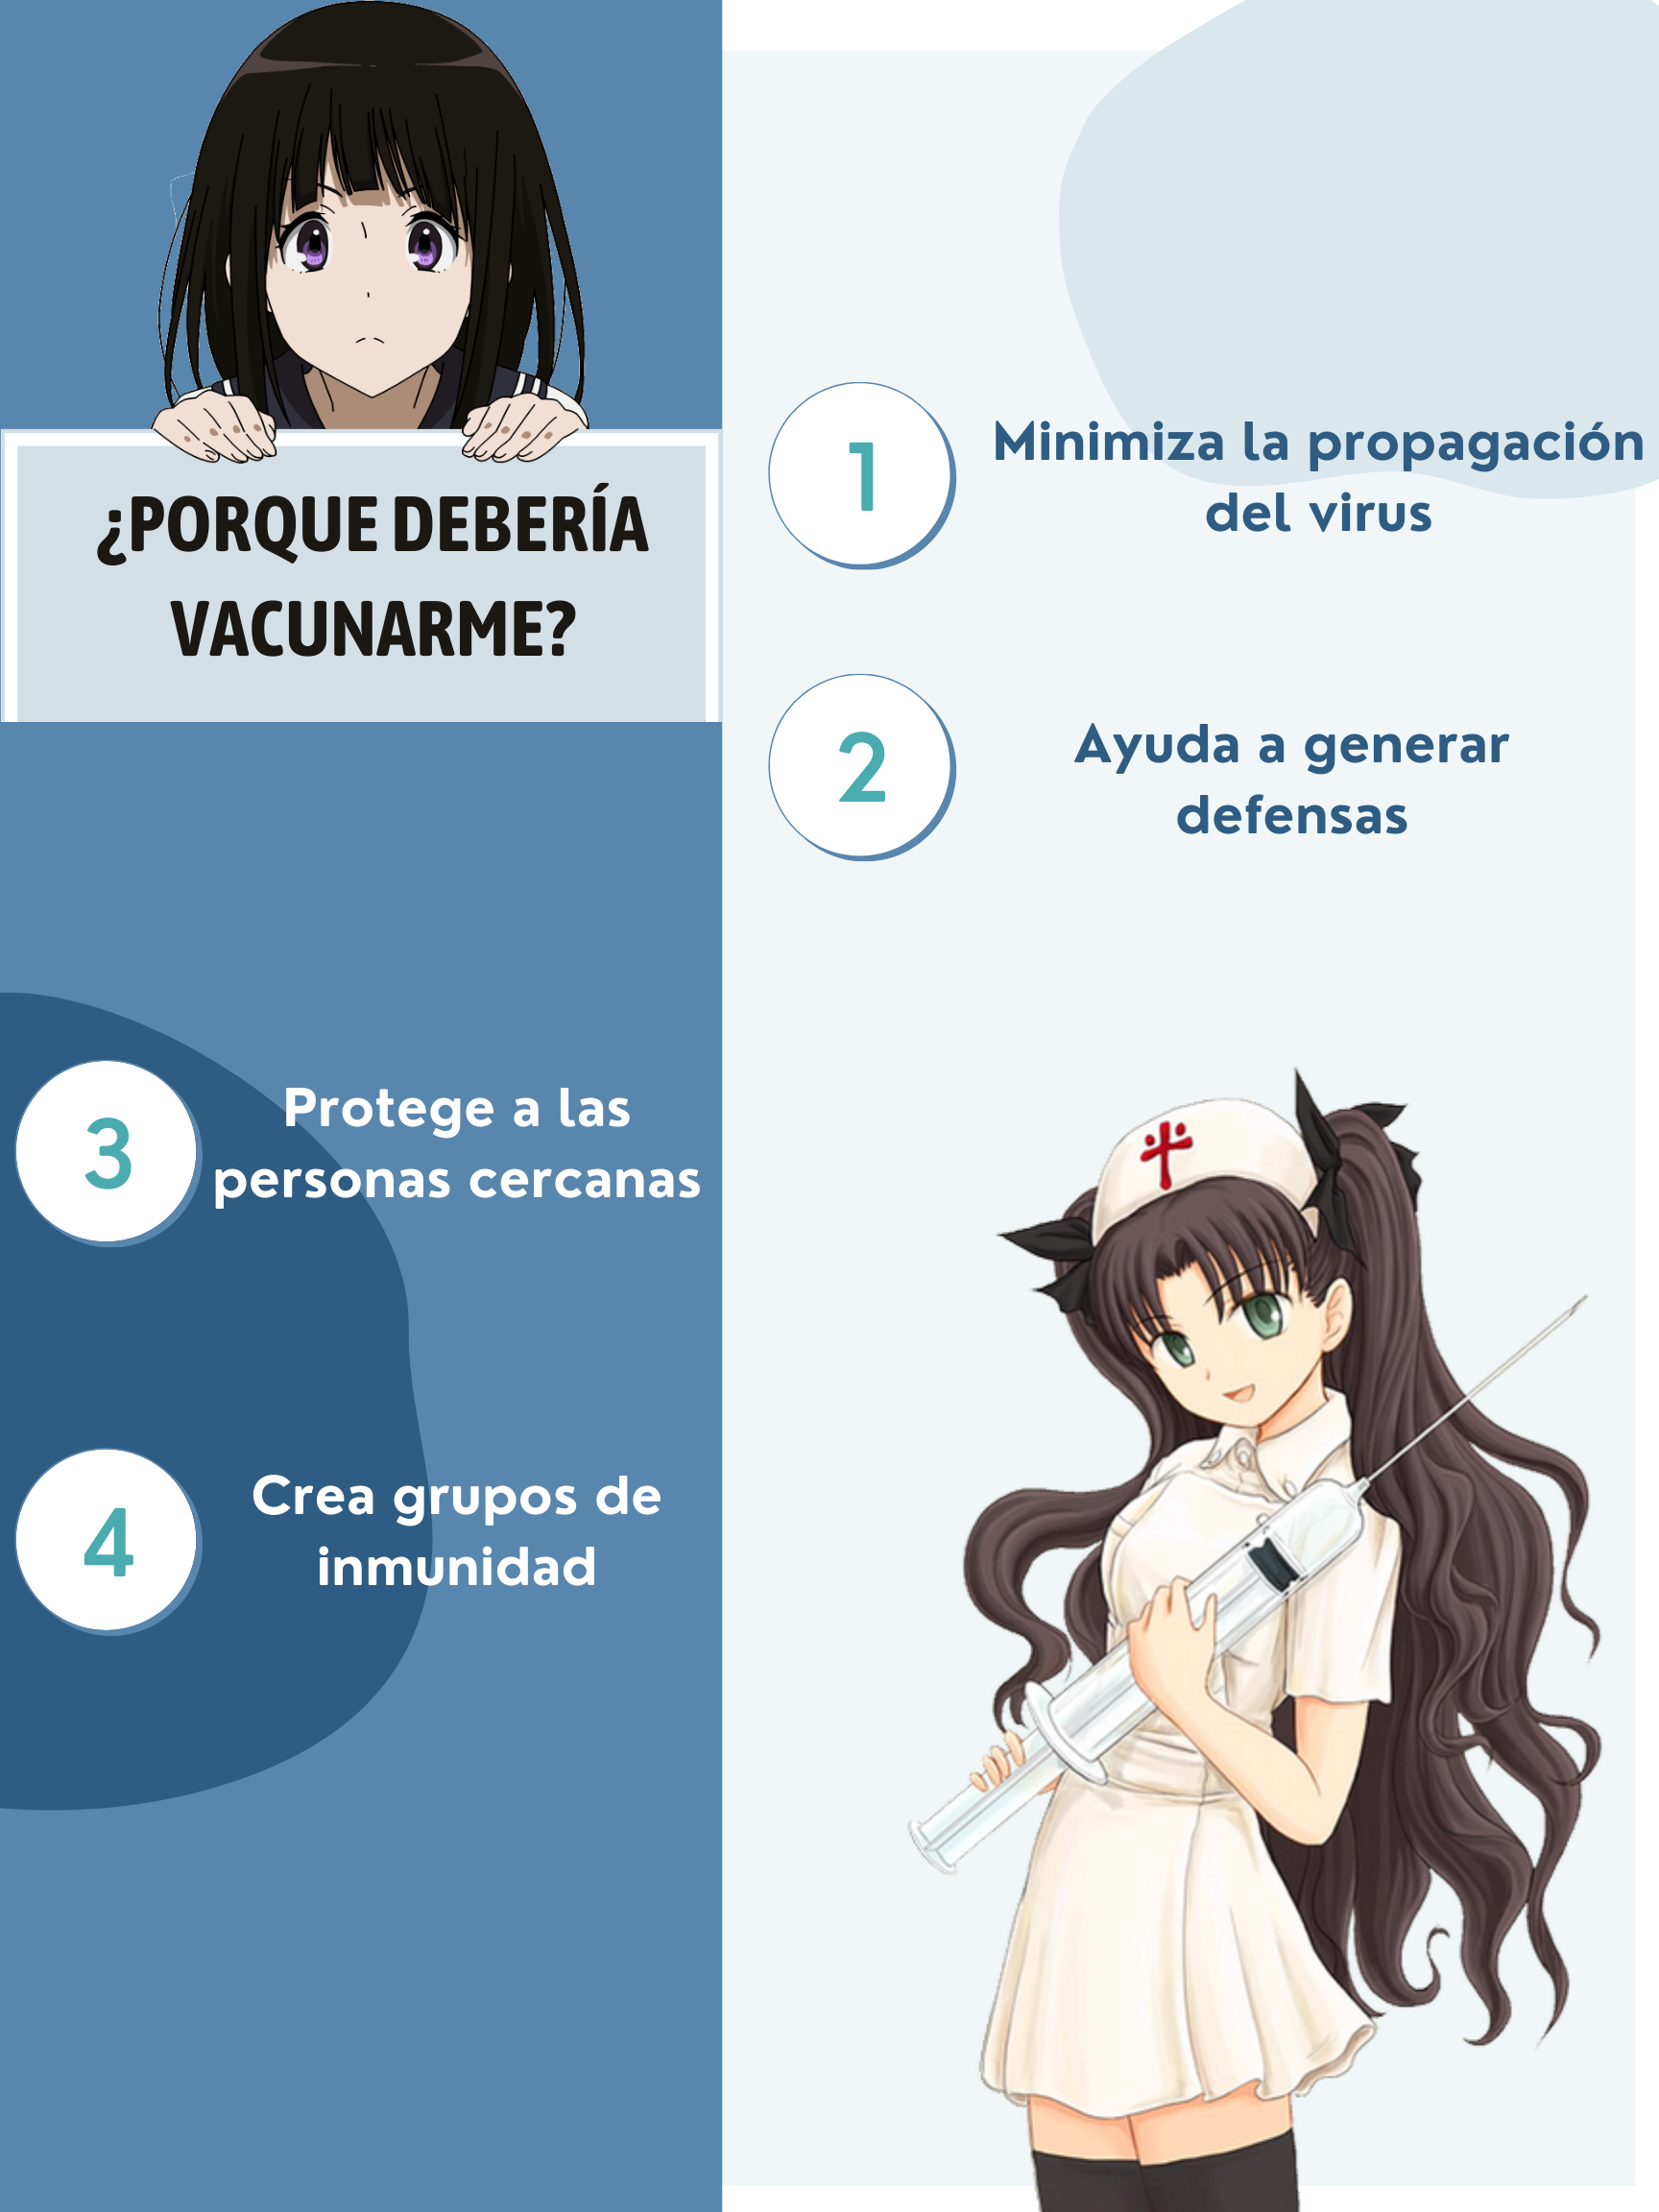 ¿PORQUE DEBERÍA
VACUNARME?
1
Minimiza la propagación
del virus
2
Ayuda a generar
defensas
3
Protege a las
personas cercanas
4
Crea grupos de
inmunidad